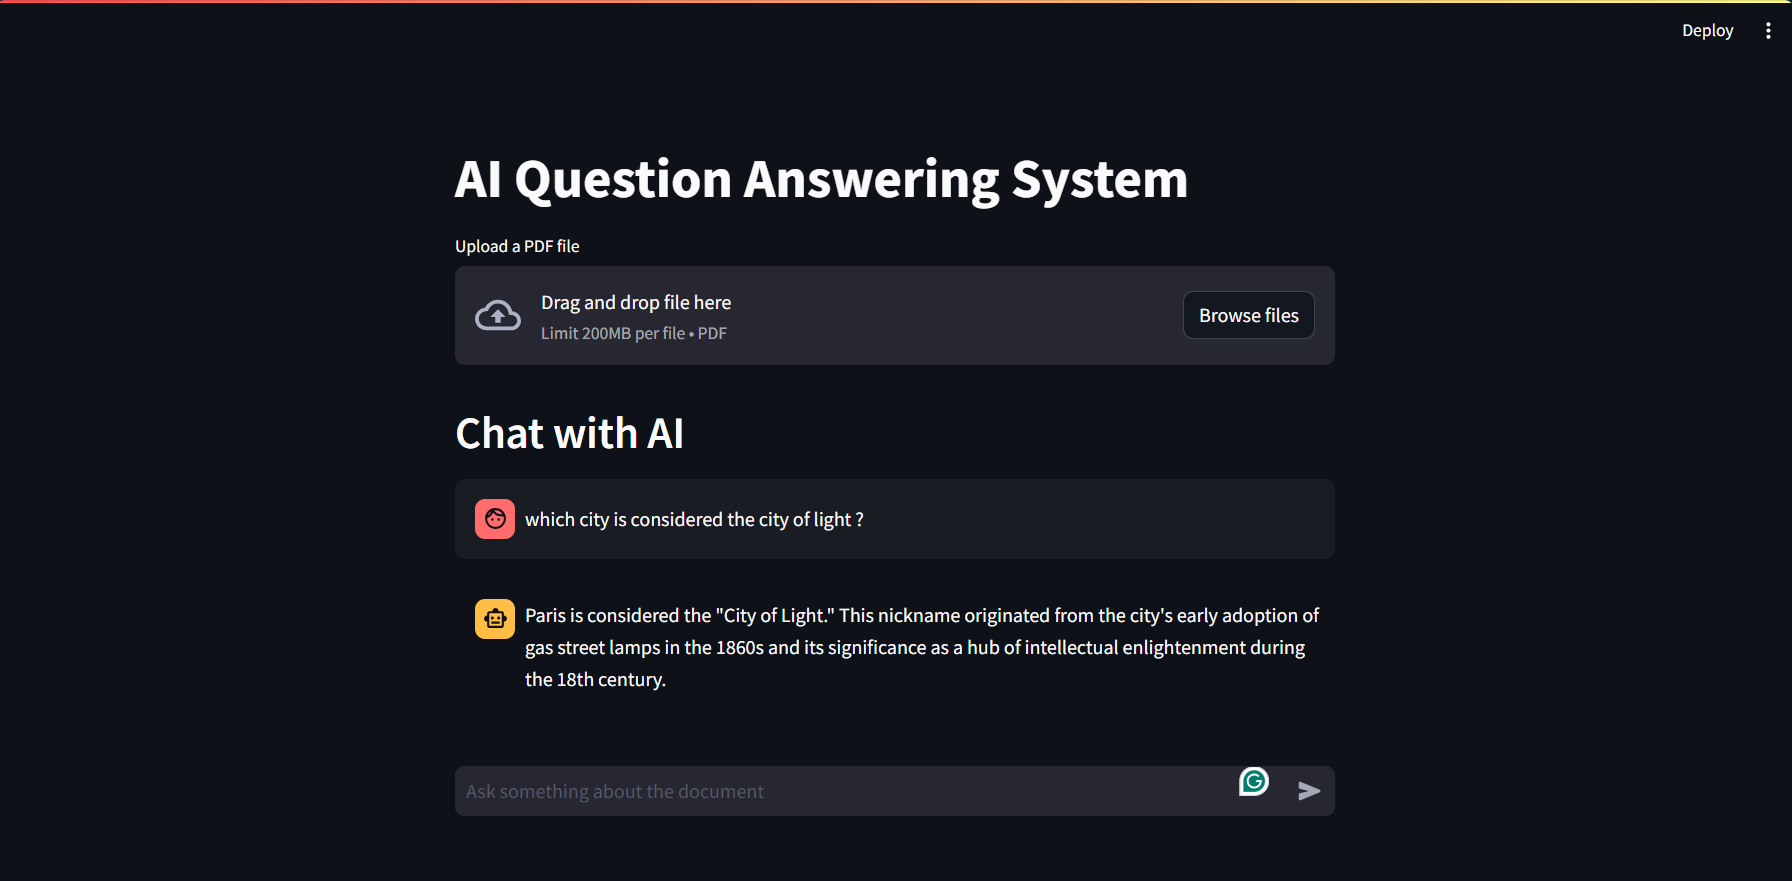 Deploy
AI Question Answering System
Upload a PDF file
Drag and drop file here
Limit 200MB per file • PDF
Browse files
Chat with AI
which city is considered the city of light ?
Paris is considered the "City of Light." This nickname originated from the city's early adoption of
gas street lamps in the 1860s and its significance as a hub of intellectual enlightenment during
the 18th century.
Ask something about the document
G